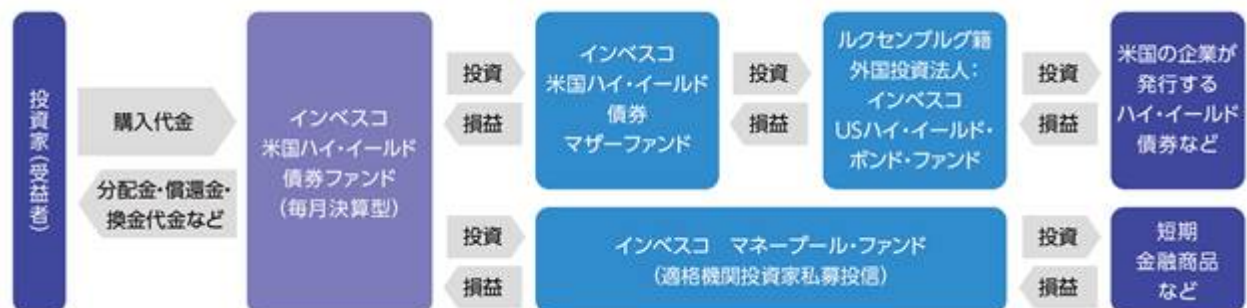 投資家(受益者)
購入代金
分配金・償還金・
換金代金など
インベスコ
米国ハイ・イールド
債券ファンド
(毎月決算型)
投資
損益
インベスコ
米国ハイ・イールド
債券
マザーファンド
投資
損益
ルクセンブルグ籍
外国投資法人:
インベスコ
USハイ・イールド・
ボンド・ファンド
投資
損益
米国の企業が
発行する
ハイ・イールド
債券など
投資
損益
インベスコ マネープール・ファンド
(適格機関投資家私募投信)
投資
損益
短期
金融商品
など